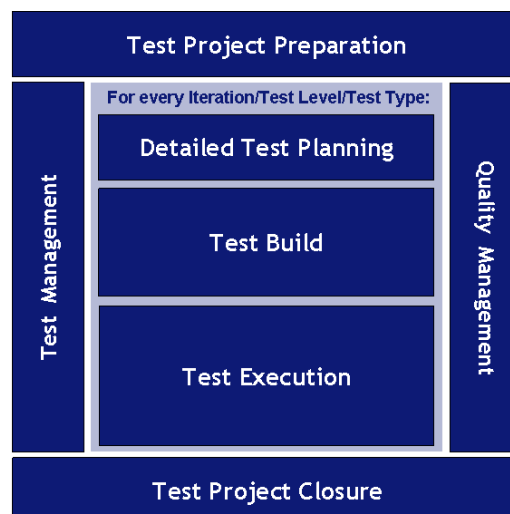 Test Project Preparation
Test Management
For every Iteration/Test Level/Test Type:
Detailed Test Planning
Test Build
Test Execution
Quality Management
Test Project Closure